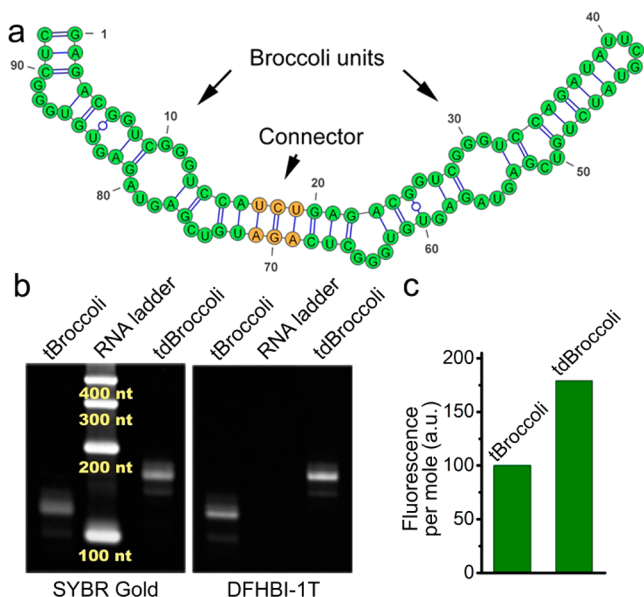 a
1
10
20
30
40
50
60
70
80
90
Broccoli units
Connector
GAGACGGUCGGGUCCAUCUGAGACGGUCGGGUCCAGAUAUUCGUAUCUGUCGAGUAGAGUGUGGGCUCAGAUGUCGAGUAGAGUGUGGGCUC
b
tBroccoli
RNA ladder
tdBroccoli
tBroccoli
RNA ladder
tdBroccoli
400 nt
300 nt
200 nt
100 nt
SYBR Gold
DFHBI-1T
c
Fluorescence
per mole (a.u.)
200
150
100
50
0
tBroccoli
tdBroccoli